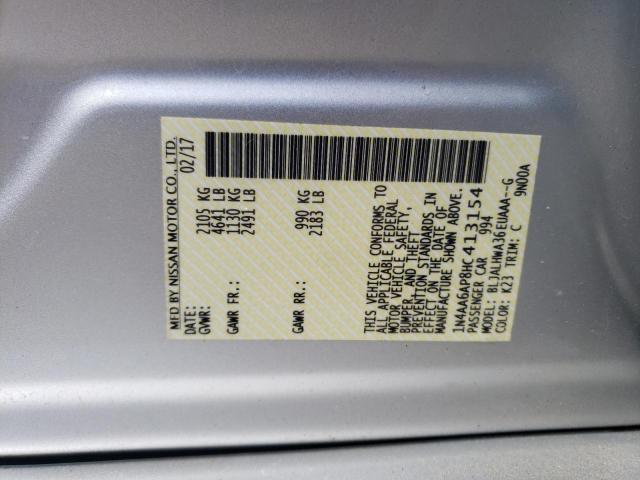 MFD BY NISSAN MOTOR CO., LTD.
DATE: 02/17
GVWR: 2105 KG
4641 LB
GAWR FR.: 1130 KG
2491 LB
GAWR RR.: 990 KG
2183 LB
THIS VEHICLE CONFORMS TO
ALL APPLICABLE FEDERAL
MOTOR VEHICLE SAFETY,
BUMPER, AND THEFT
PREVENTION STANDARDS IN
EFFECT ON THE DATE OF
MANUFACTURE SHOWN ABOVE.
1N4AA6AP8HC413154
PASSENGER CAR 994
MODEL: BLJALHWA36EUAAA--G
COLOR: K23 TRIM: C 9N00A